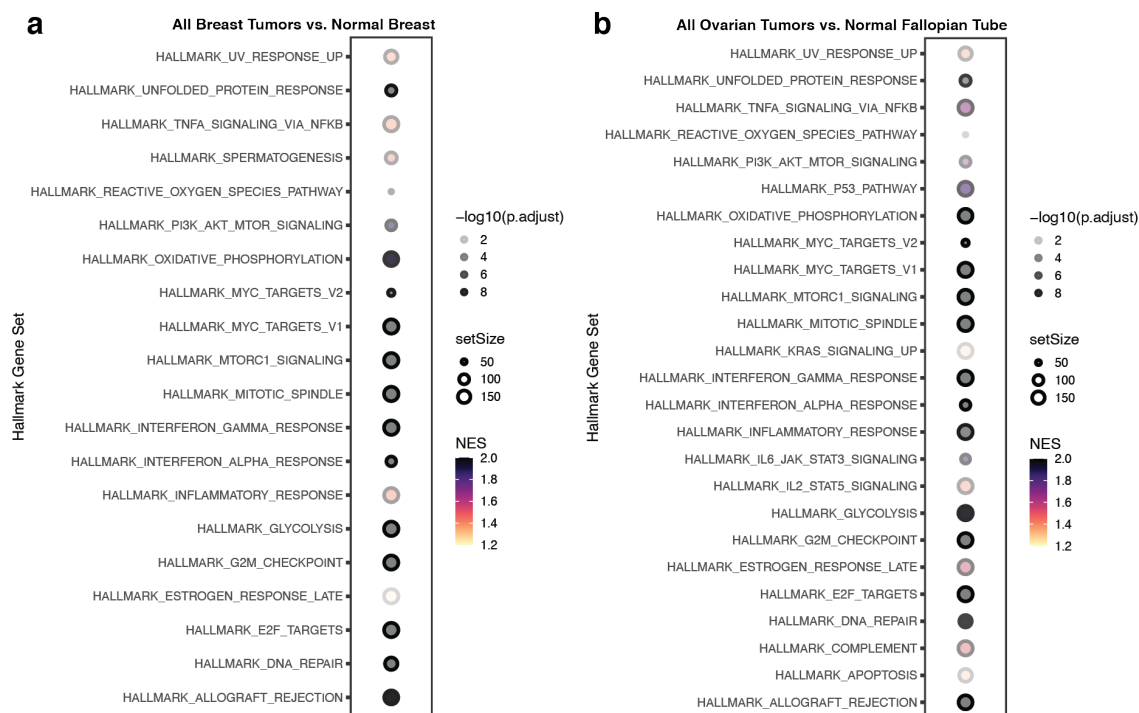 a
All Breast Tumors vs. Normal Breast
Hallmark Gene Set
HALLMARK_UV_RESPONSE_UP
HALLMARK_UNFOLDED_PROTEIN_RESPONSE
HALLMARK_TNFA_SIGNALING_VIA_NFKB
HALLMARK_SPERMATOGENESIS
HALLMARK_REACTIVE_OXYGEN_SPECIES_PATHWAY
HALLMARK_PI3K_AKT_MTOR_SIGNALING
HALLMARK_OXIDATIVE_PHOSPHORYLATION
HALLMARK_MYC_TARGETS_V2
HALLMARK_MYC_TARGETS_V1
HALLMARK_MTORC1_SIGNALING
HALLMARK_MITOTIC_SPINDLE
HALLMARK_INTERFERON_GAMMA_RESPONSE
HALLMARK_INTERFERON_ALPHA_RESPONSE
HALLMARK_INFLAMMATORY_RESPONSE
HALLMARK_GLYCOLYSIS
HALLMARK_G2M_CHECKPOINT
HALLMARK_ESTROGEN_RESPONSE_LATE
HALLMARK_E2F_TARGETS
HALLMARK_DNA_REPAIR
HALLMARK_ALLOGRAFT_REJECTION
−log10(p.adjust)
2
4
6
8
setSize
50
100
150
NES
2.0
1.8
1.6
1.4
1.2
b
All Ovarian Tumors vs. Normal Fallopian Tube
Hallmark Gene Set
HALLMARK_UV_RESPONSE_UP
HALLMARK_UNFOLDED_PROTEIN_RESPONSE
HALLMARK_TNFA_SIGNALING_VIA_NFKB
HALLMARK_REACTIVE_OXYGEN_SPECIES_PATHWAY
HALLMARK_PI3K_AKT_MTOR_SIGNALING
HALLMARK_P53_PATHWAY
HALLMARK_OXIDATIVE_PHOSPHORYLATION
HALLMARK_MYC_TARGETS_V2
HALLMARK_MYC_TARGETS_V1
HALLMARK_MTORC1_SIGNALING
HALLMARK_MITOTIC_SPINDLE
HALLMARK_KRAS_SIGNALING_UP
HALLMARK_INTERFERON_GAMMA_RESPONSE
HALLMARK_INTERFERON_ALPHA_RESPONSE
HALLMARK_INFLAMMATORY_RESPONSE
HALLMARK_IL6_JAK_STAT3_SIGNALING
HALLMARK_IL2_STAT5_SIGNALING
HALLMARK_GLYCOLYSIS
HALLMARK_G2M_CHECKPOINT
HALLMARK_ESTROGEN_RESPONSE_LATE
HALLMARK_E2F_TARGETS
HALLMARK_DNA_REPAIR
HALLMARK_COMPLEMENT
HALLMARK_APOPTOSIS
HALLMARK_ALLOGRAFT_REJECTION
−log10(p.adjust)
2
4
6
8
setSize
50
100
150
NES
2.0
1.8
1.6
1.4
1.2